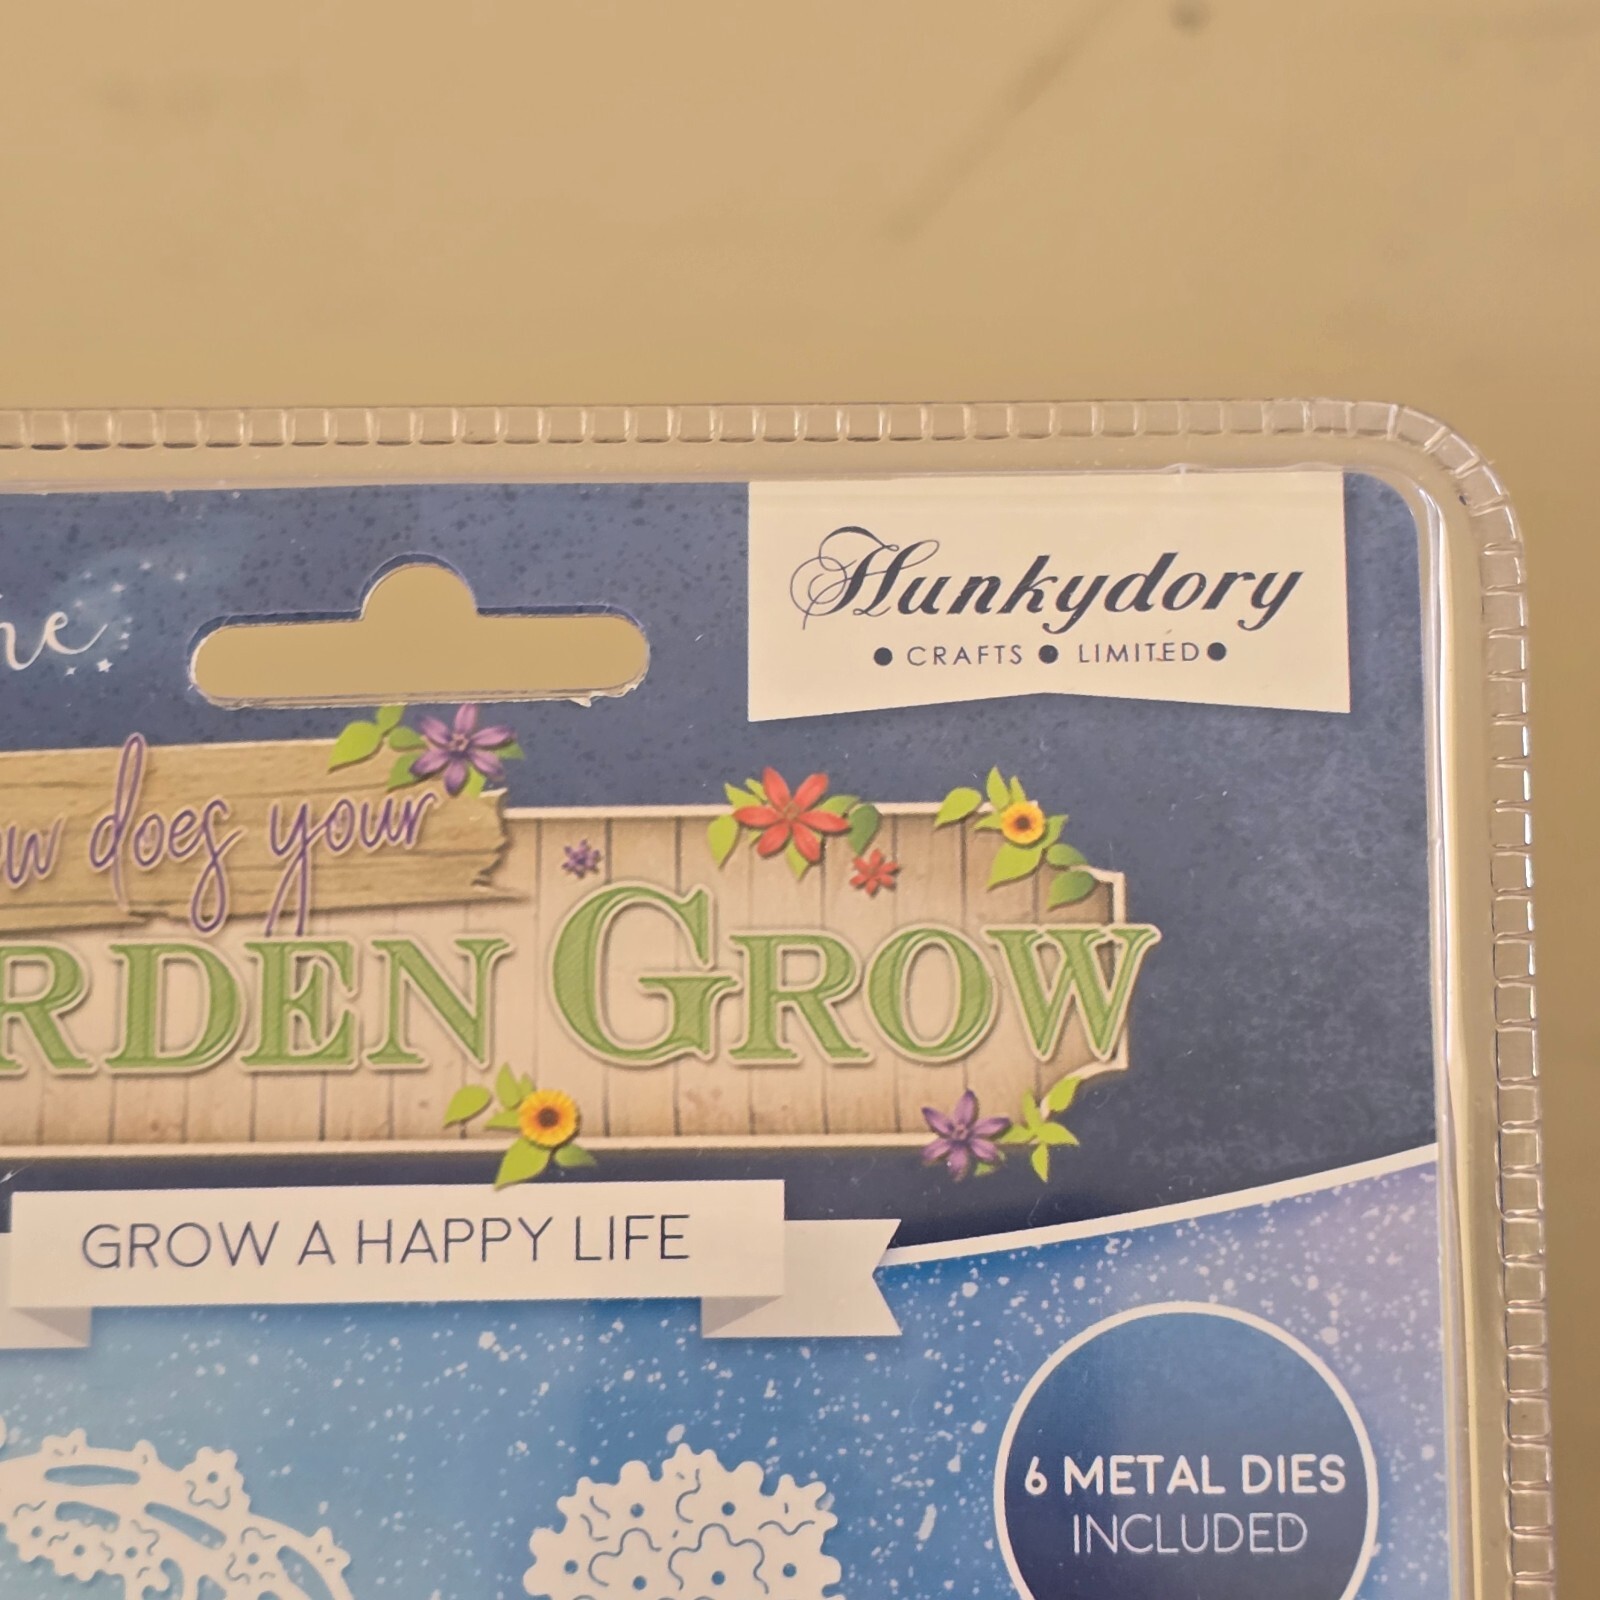 Hunkydory
• CRAFTS • LIMITED •
does your
RDEN GROW
GROW A HAPPY LIFE
6 METAL DIES
INCLUDED